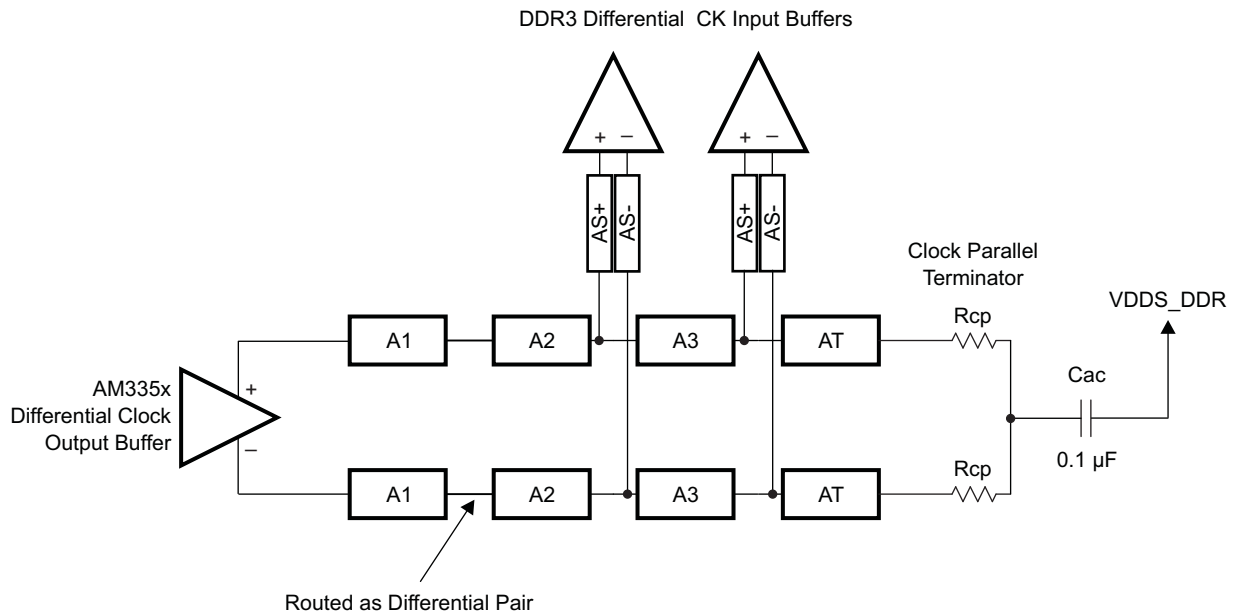 DDR3 Differential CK Input Buffers
+ − + −
AS+ AS- AS+ AS-
Clock Parallel
Terminator
VDDS_DDR
Rcp
A1 A2 A3 AT
Cac
AM335x
Differential Clock
Output Buffer
+
−
0.1 µF
Rcp
A1 A2 A3 AT
Routed as Differential Pair